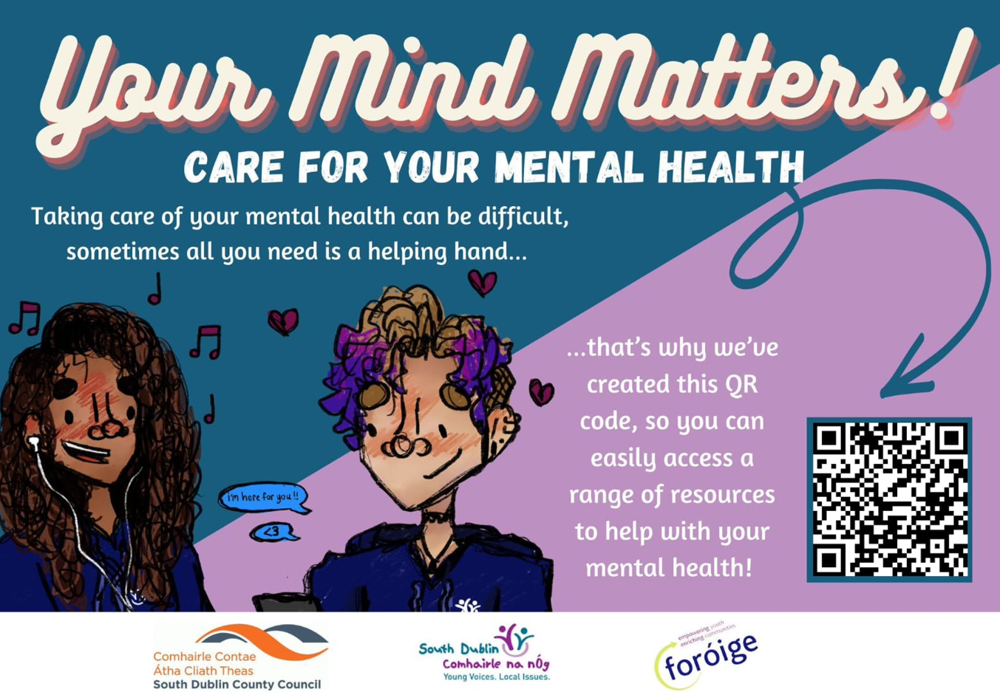 Your Mind Matters!
CARE FOR YOUR MENTAL HEALTH
Taking care of your mental health can be difficult,
sometimes all you need is a helping hand...
...that's why we've
created this QR
code, so you can
easily access a
range of resources
to help with your
mental health!
i'm here for you!!
<3
Comhairle Contae
Átha Cliath Theas
South Dublin County Council
South Dublin
Comhairle na nÓg
Young Voices. Local Issues.
empowering youth
enriching communities
foróige